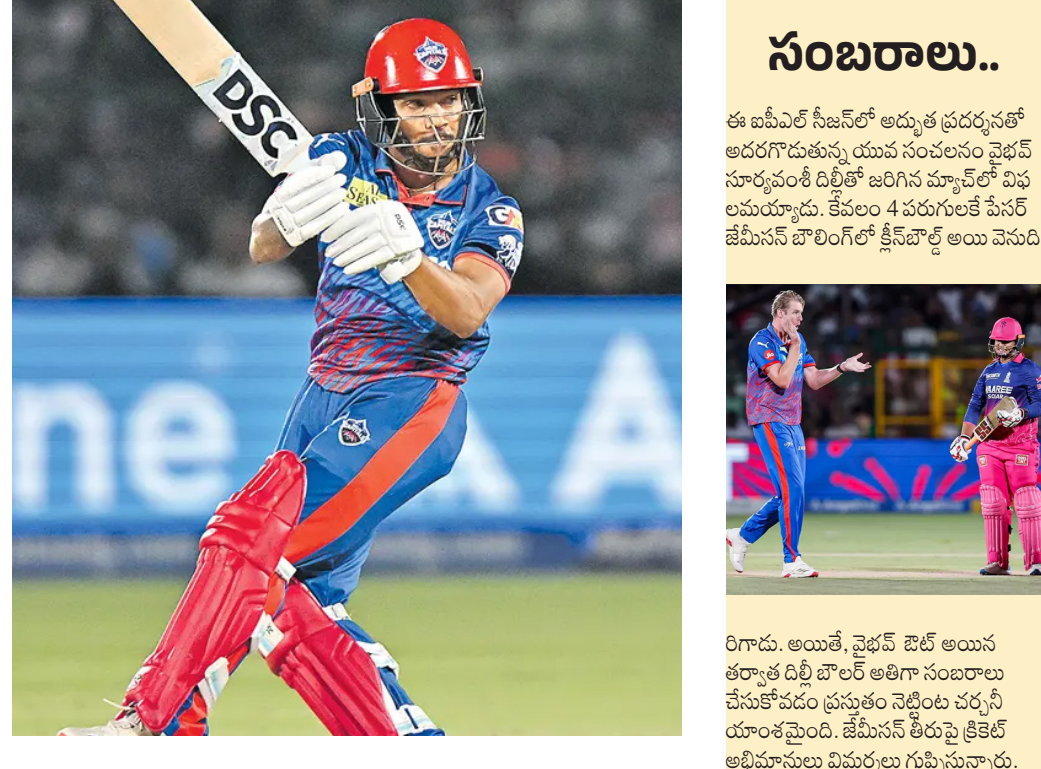 DSC
DSC
ne
సంబరాలు..
ఈ ఐపీఎల్ సీజన్‌లో అద్భుత ప్రదర్శనతో
అదరగొడుతున్న యువ సంచలనం వైభవ్
సూర్యవంశీ దిల్లీతో జరిగిన మ్యాచ్‌లో విఫ
లమయ్యాడు. కేవలం 4 పరుగులకే పేసర్
జేమీసన్ బౌలింగ్‌లో క్లీన్‌బౌల్డ్ అయి వెనుది
రిగాడు. అయితే, వైభవ్ ఔట్ అయిన
తర్వాత దిల్లీ బౌలర్ అతిగా సంబరాలు
చేసుకోవడం ప్రస్తుతం నెట్టింట చర్చనీ
యాంశమైంది. జేమీసన్ తీరుపై క్రికెట్
అభిమానులు విమర్శలు గుప్పిస్తున్నారు.